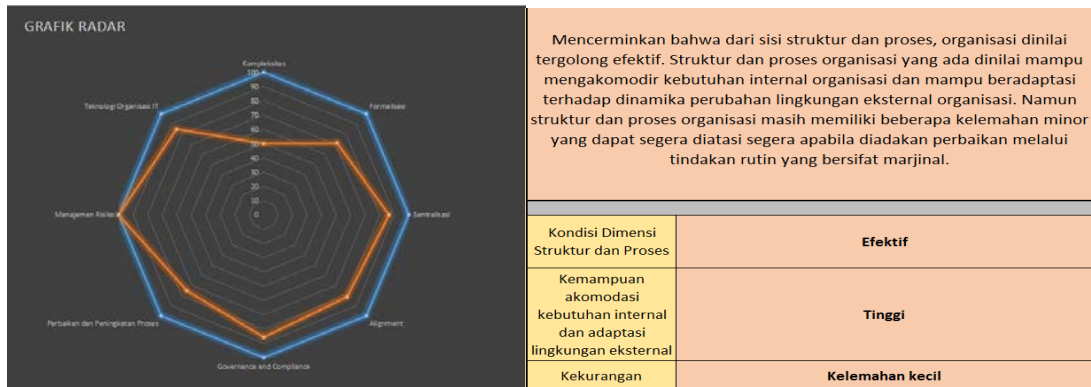 GRAFIK RADAR
Kompleksitas
100
90
80
70
60
50
40
30
20
10
0
Formalisasi
Sentralisasi
Alignment
Governance and Compliance
Perbaikan dan Peningkatan Proses
Manajemen Risiko
Teknologi Organisasi IT
Mencerminkan bahwa dari sisi struktur dan proses, organisasi dinilai
tergolong efektif. Struktur dan proses organisasi yang ada dinilai mampu
mengakomodir kebutuhan internal organisasi dan mampu beradaptasi
terhadap dinamika perubahan lingkungan eksternal organisasi. Namun
struktur dan proses organisasi masih memiliki beberapa kelemahan minor
yang dapat segera diatasi segera apabila diadakan perbaikan melalui
tindakan rutin yang bersifat marjinal.
Kondisi Dimensi
Struktur dan Proses
Efektif
Kemampuan
akomodasi
kebutuhan internal
dan adaptasi
lingkungan eksternal
Tinggi
Kekurangan
Kelemahan kecil